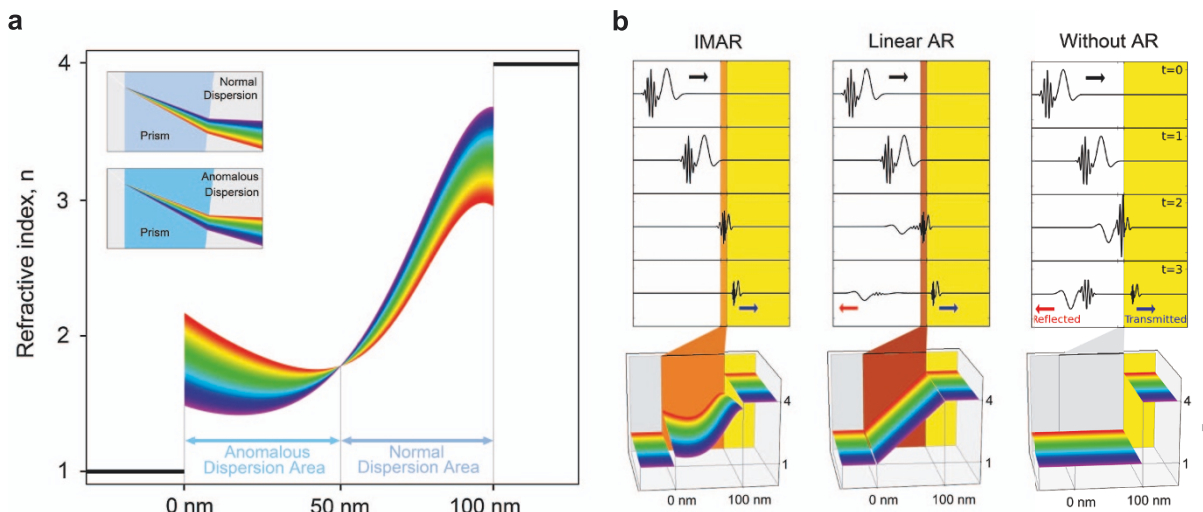 a
Refractive index, n
4
3
2
1
Normal
Dispersion
Prism
Anomalous
Dispersion
Prism
Anomalous
Dispersion Area
Normal
Dispersion Area
0 nm
50 nm
100 nm
b
IMAR
Linear AR
Without AR
t=0
t=1
t=2
t=3
Reflected
Transmitted
4
1
0 nm
100 nm
4
1
0 nm
100 nm
4
1
0 nm
100 nm